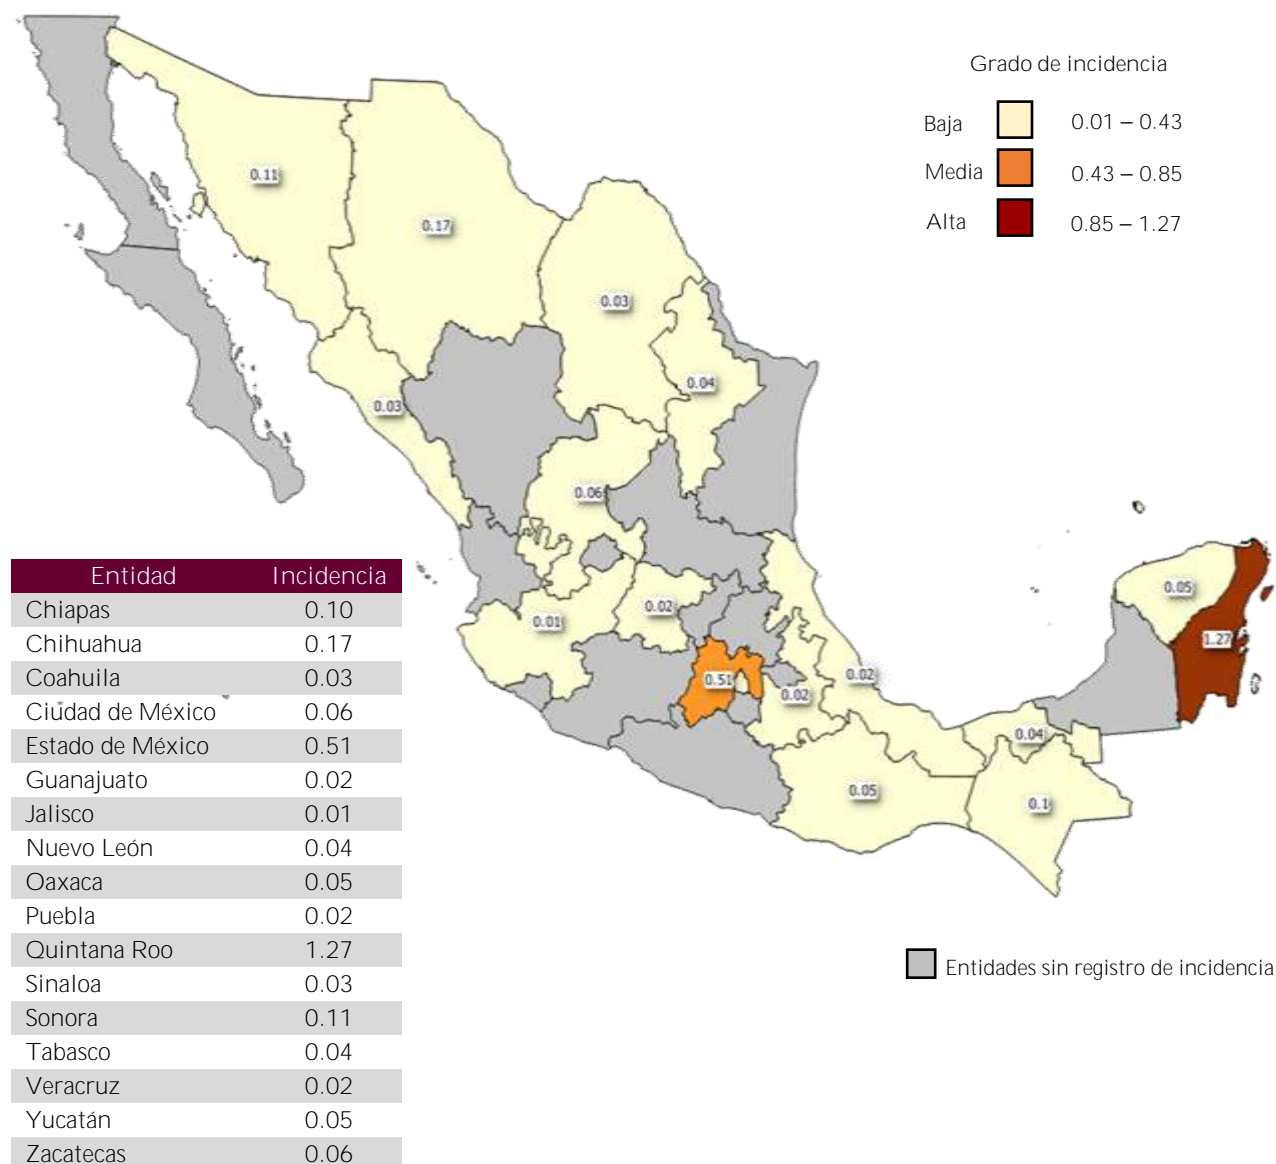 Grado de incidencia
Baja 0.01 – 0.43
Media 0.43 – 0.85
Alta 0.85 – 1.27
0.11
0.17
0.03
0.04
0.03
0.06
0.05
0.02
0.01
1.27
0.51
0.02
0.02
0.04
0.05
0.1
Entidad Incidencia
Chiapas 0.10
Chihuahua 0.17
Coahuila 0.03
Ciudad de México 0.06
Estado de México 0.51
Guanajuato 0.02
Jalisco 0.01
Nuevo León 0.04
Oaxaca 0.05
Puebla 0.02
Quintana Roo 1.27
Sinaloa 0.03
Sonora 0.11
Tabasco 0.04
Veracruz 0.02
Yucatán 0.05
Zacatecas 0.06
Entidades sin registro de incidencia